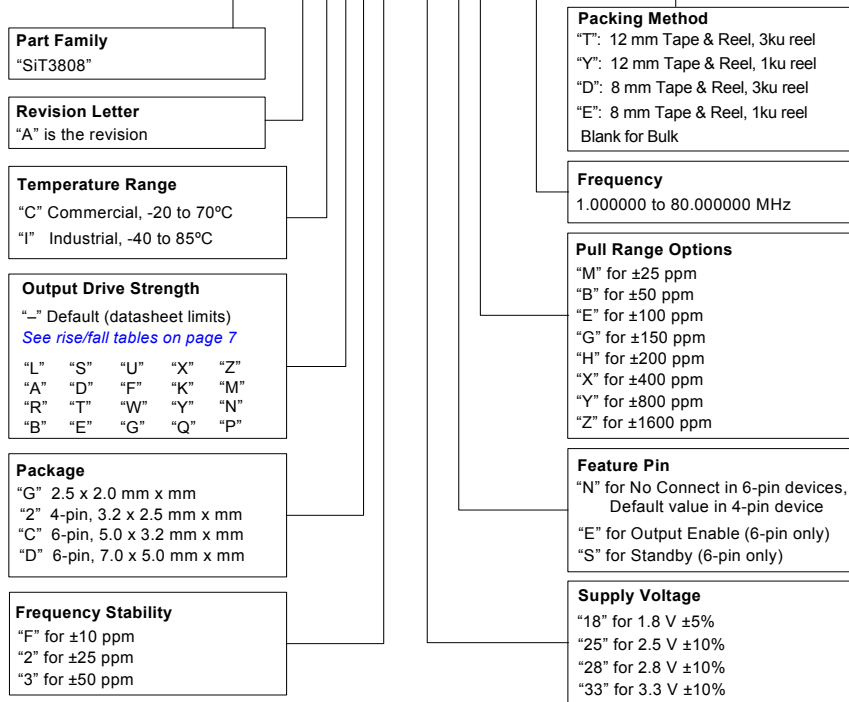 Part Family
“SiT3808”
Revision Letter
“A” is the revision
Temperature Range
“C” Commercial, -20 to 70ºC
“I” Industrial, -40 to 85ºC
Output Drive Strength
“–” Default (datasheet limits)
See rise/fall tables on page 7
“L” “S” “U” “X” “Z”
“A” “D” “F” “K” “M”
“R” “T” “W” “Y” “N”
“B” “E” “G” “Q” “P”
Package
“G” 2.5 x 2.0 mm x mm
“2” 4-pin, 3.2 x 2.5 mm x mm
“C” 6-pin, 5.0 x 3.2 mm x mm
“D” 6-pin, 7.0 x 5.0 mm x mm
Frequency Stability
“F” for ±10 ppm
“2” for ±25 ppm
“3” for ±50 ppm
Packing Method
“T”: 12 mm Tape & Reel, 3ku reel
“Y”: 12 mm Tape & Reel, 1ku reel
“D”: 8 mm Tape & Reel, 3ku reel
“E”: 8 mm Tape & Reel, 1ku reel
Blank for Bulk
Frequency
1.000000 to 80.000000 MHz
Pull Range Options
“M” for ±25 ppm
“B” for ±50 ppm
“E” for ±100 ppm
“G” for ±150 ppm
“H” for ±200 ppm
“X” for ±400 ppm
“Y” for ±800 ppm
“Z” for ±1600 ppm
Feature Pin
“N” for No Connect in 6-pin devices,
Default value in 4-pin device
“E” for Output Enable (6-pin only)
“S” for Standby (6-pin only)
Supply Voltage
“18” for 1.8 V ±5%
“25” for 2.5 V ±10%
“28” for 2.8 V ±10%
“33” for 3.3 V ±10%